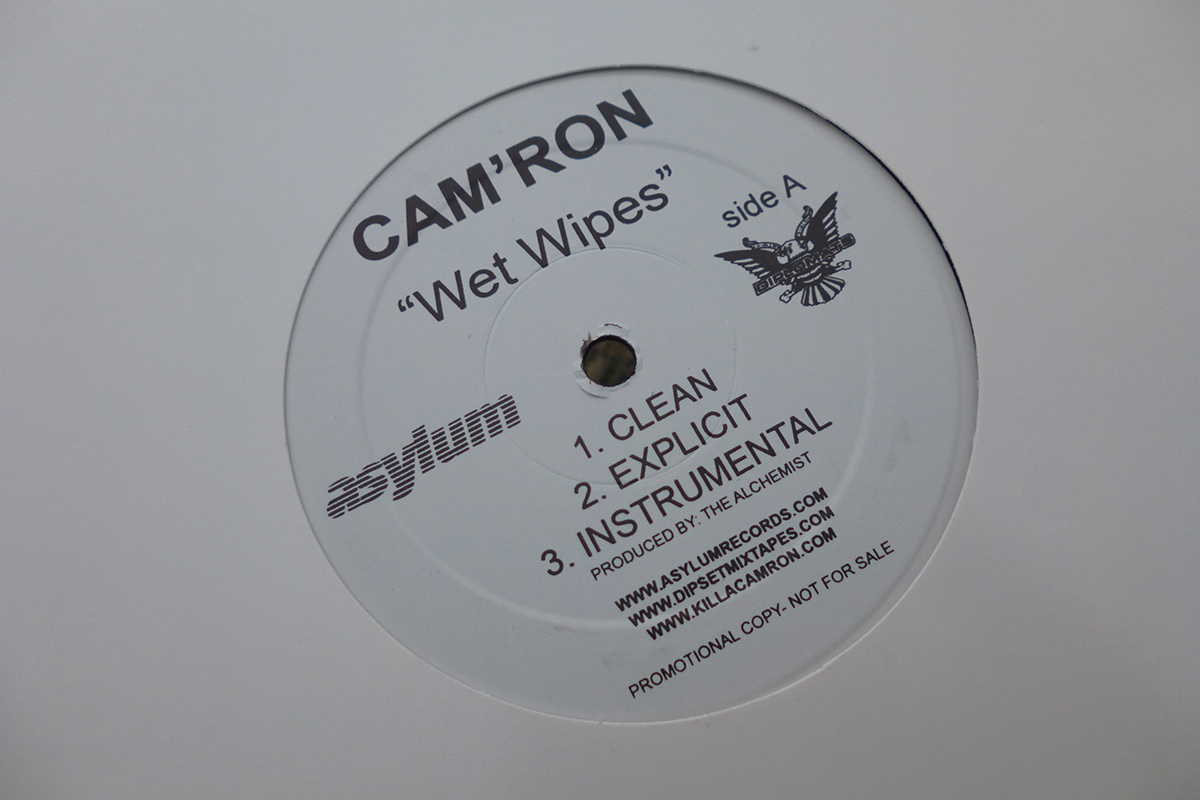 CAM'RON
“Wet Wipes”
side A
DIPLOMATS
asylum
1. CLEAN
2. EXPLICIT
3. INSTRUMENTAL
PRODUCED BY: THE ALCHEMIST
WWW.ASYLUMRECORDS.COM
WWW.DIPSETMIXTAPES.COM
WWW.KILLACAMRON.COM
PROMOTIONAL COPY- NOT FOR SALE